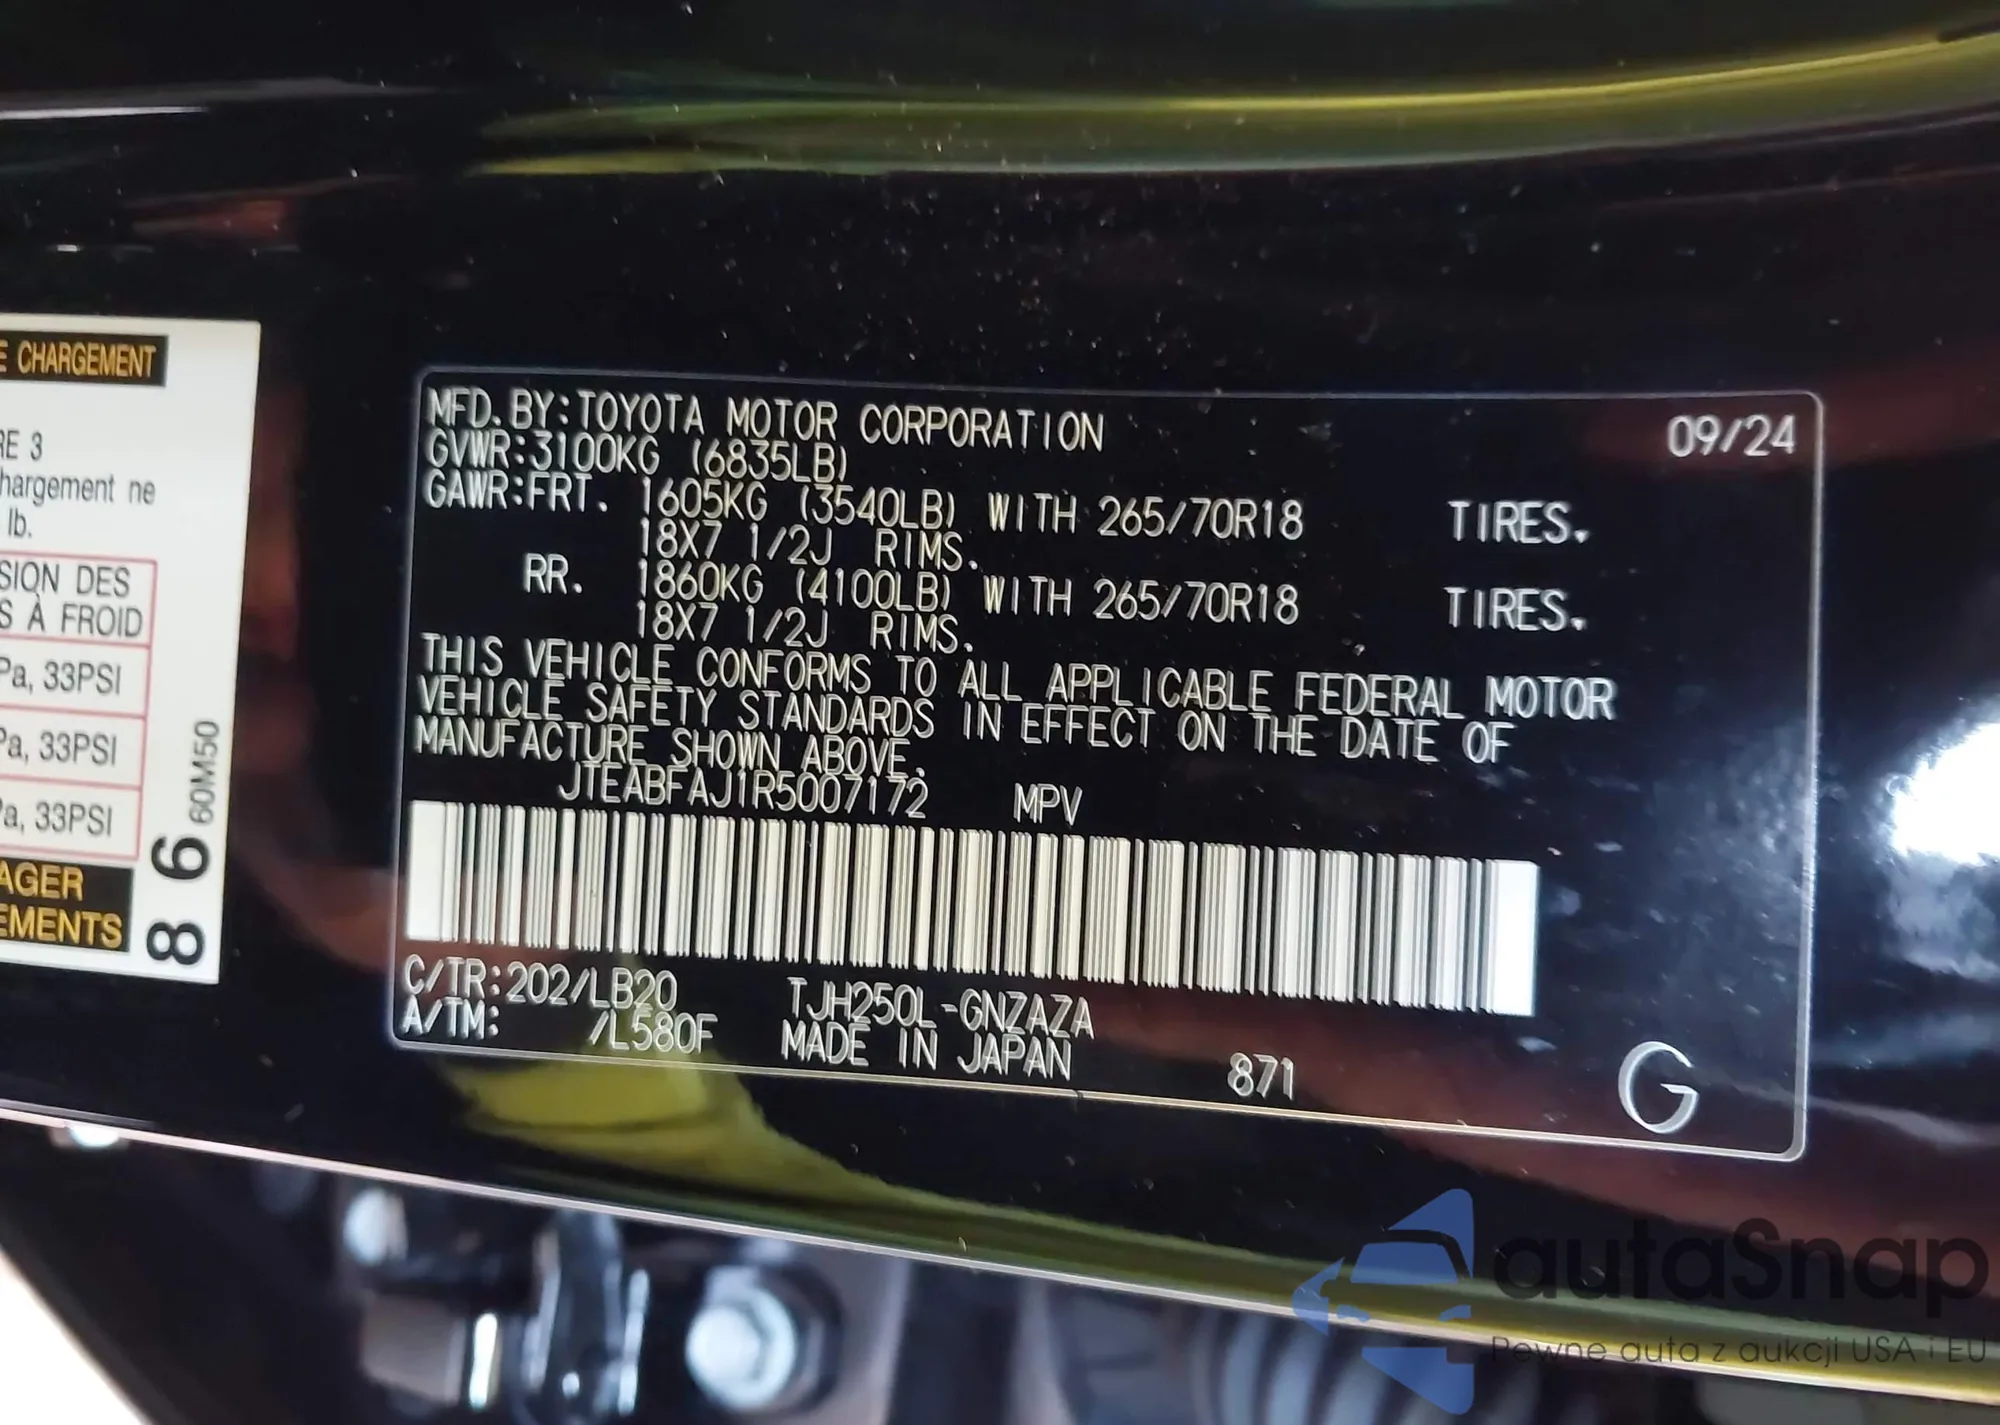 E CHARGEMENT
RE 3
hargement ne
lb.
SION DES
S À FROID
Pa, 33PSI
Pa, 33PSI
Pa, 33PSI
AGER
EMENTS
86
60M50
MFD.BY:TOYOTA MOTOR CORPORATION 09/24
GVWR:3100KG (6835LB)
GAWR:FRT. 1605KG (3540LB) WITH 265/70R18 TIRES.
18X7 1/2J RIMS.
RR. 1860KG (4100LB) WITH 265/70R18 TIRES.
18X7 1/2J RIMS.
THIS VEHICLE CONFORMS TO ALL APPLICABLE FEDERAL MOTOR
VEHICLE SAFETY STANDARDS IN EFFECT ON THE DATE OF
MANUFACTURE SHOWN ABOVE.
JTEABFAJ1R5007172 MPV
C/TR:202/LB20 TJH250L-GNZAZA
A/TM: /L580F MADE IN JAPAN 871
G
autaSnap
Pewne auta z aukcji USA i EU